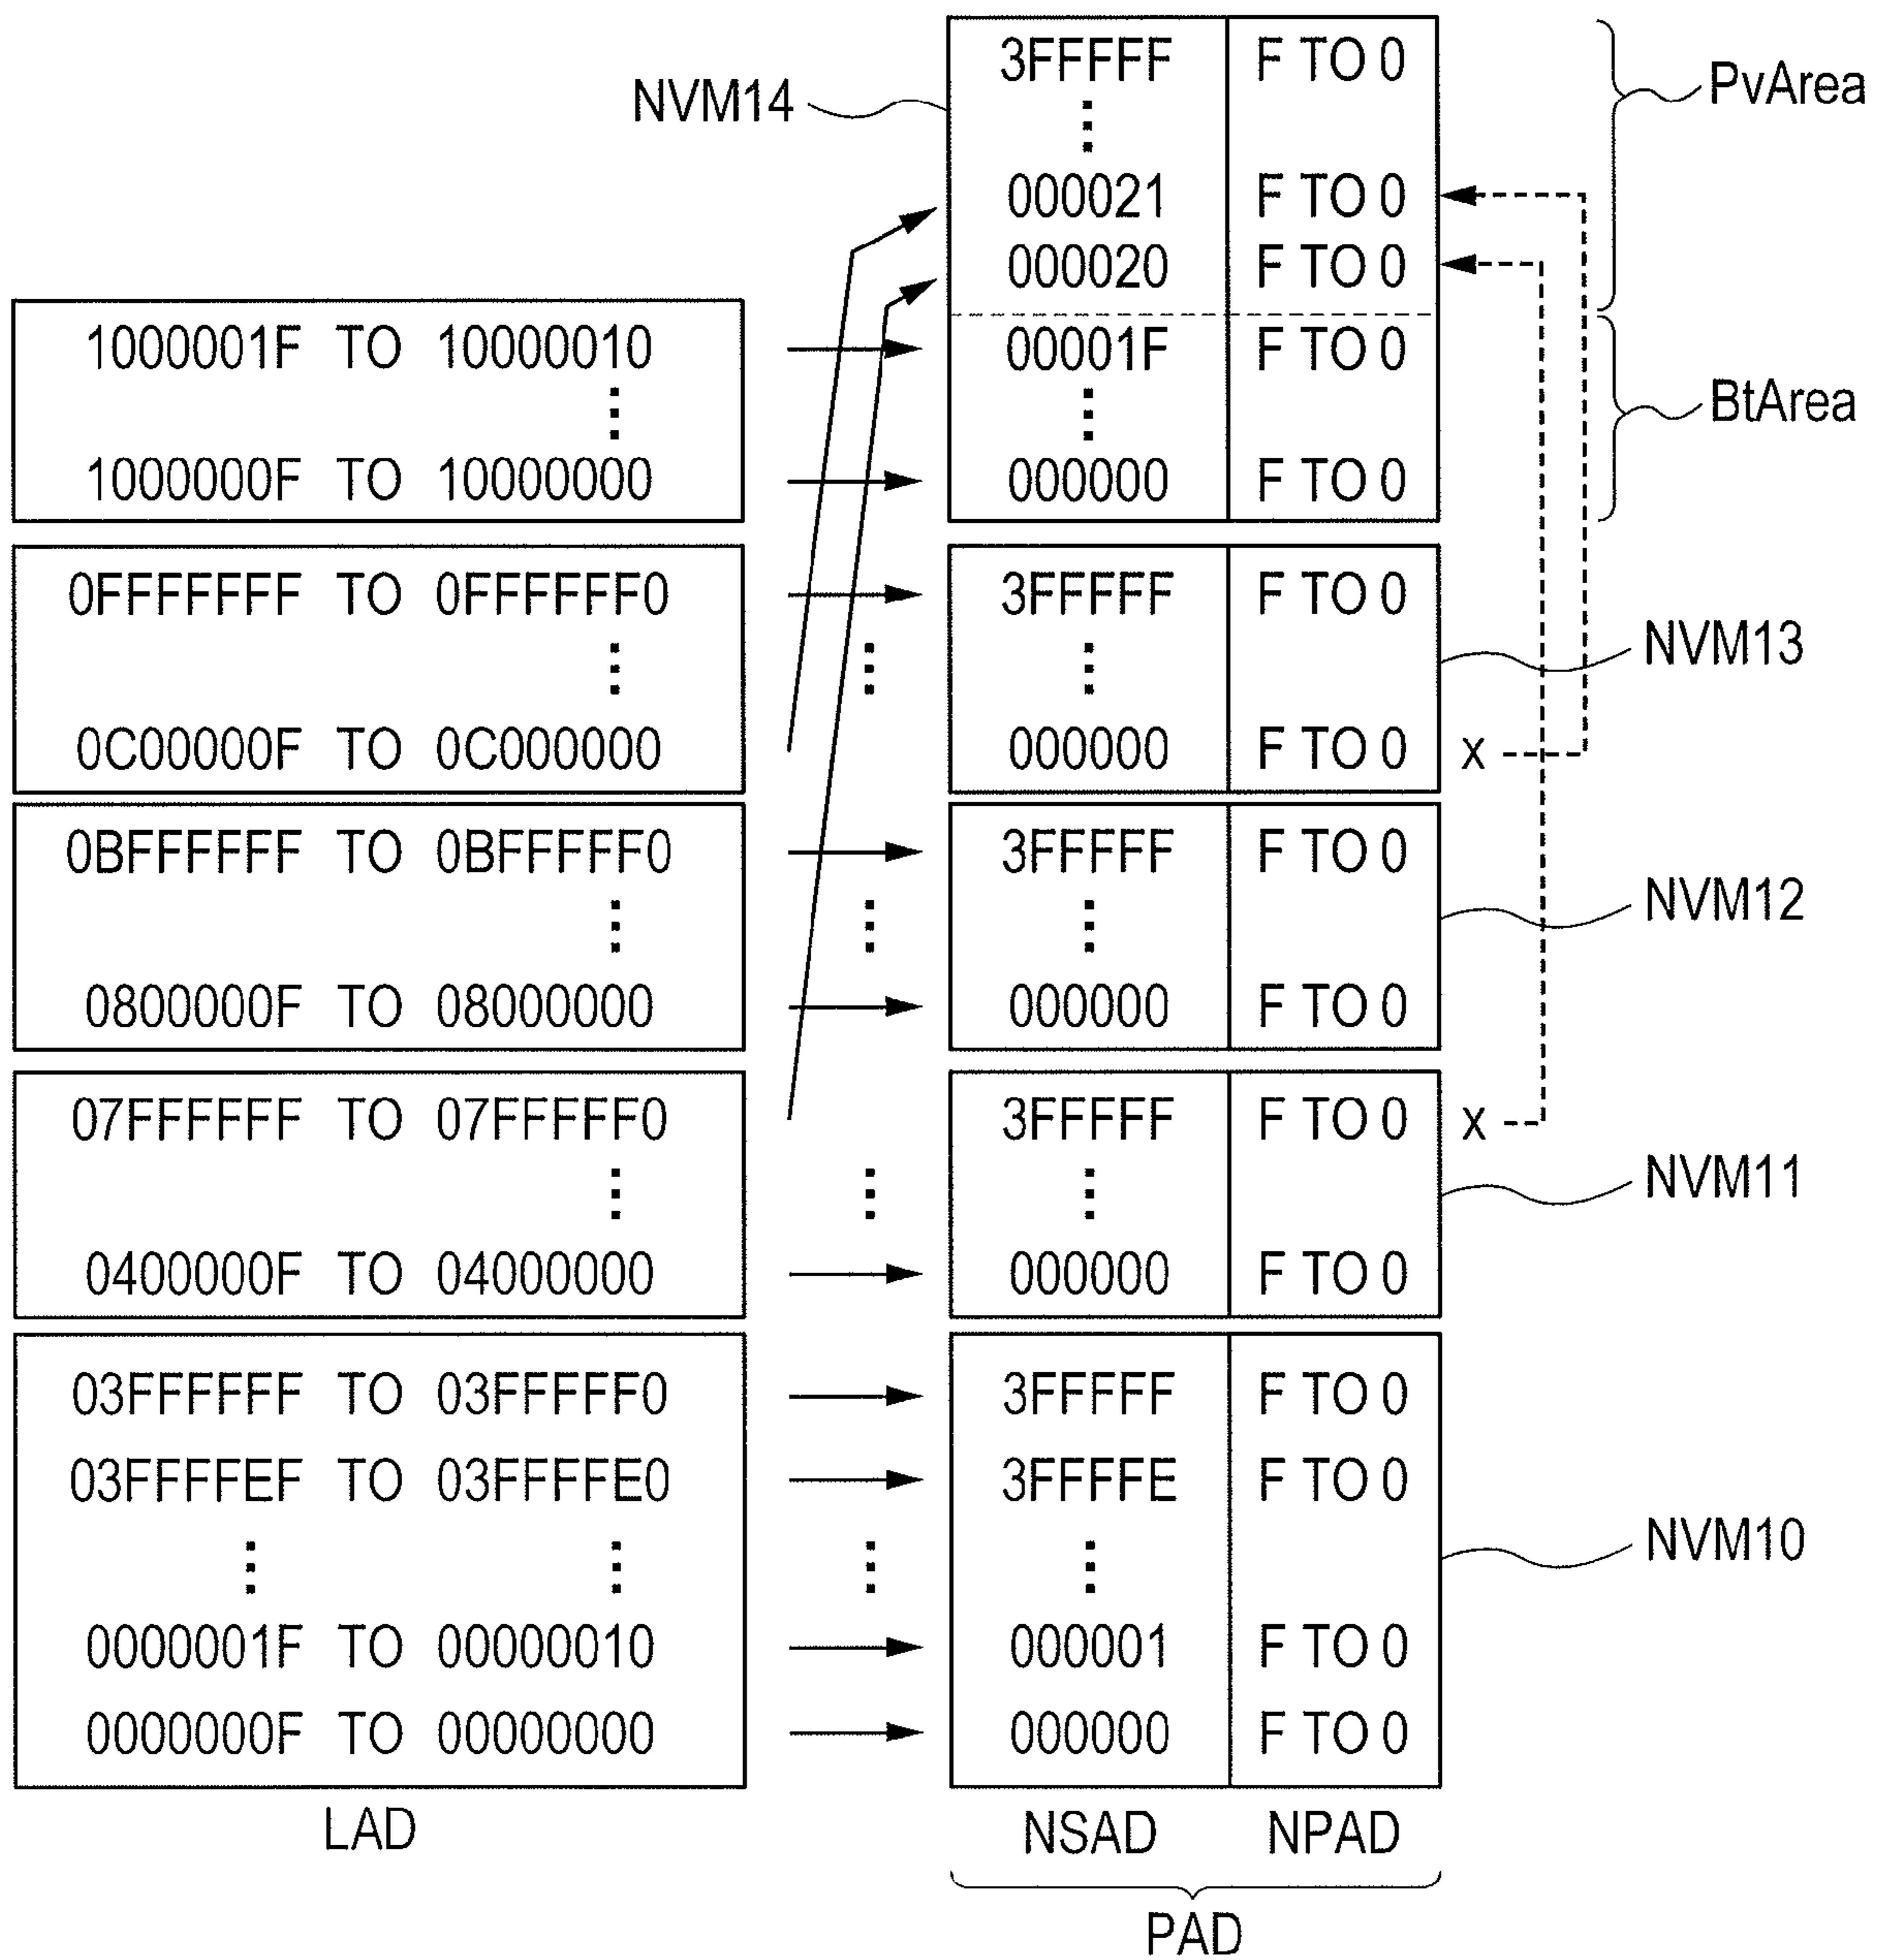 3FFFFF F TO 0
PvArea
NVM14
000021 F TO 0
000020 F TO 0
1000001F TO 10000010 00001F F TO 0
BtArea
1000000F TO 10000000 000000 F TO 0
0FFFFFFF TO 0FFFFFF0 3FFFFF F TO 0
NVM13
0C00000F TO 0C000000 000000 F TO 0 X
0BFFFFFF TO 0BFFFFF0 3FFFFF F TO 0
NVM12
0800000F TO 08000000 000000 F TO 0
07FFFFFF TO 07FFFFF0 3FFFFF F TO 0 X
NVM11
0400000F TO 04000000 000000 F TO 0
03FFFFFF TO 03FFFFF0 3FFFFF F TO 0
03FFFFEF TO 03FFFFE0 3FFFFE F TO 0
NVM10
0000001F TO 00000010 000001 F TO 0
0000000F TO 00000000 000000 F TO 0
LAD NSAD NPAD
PAD